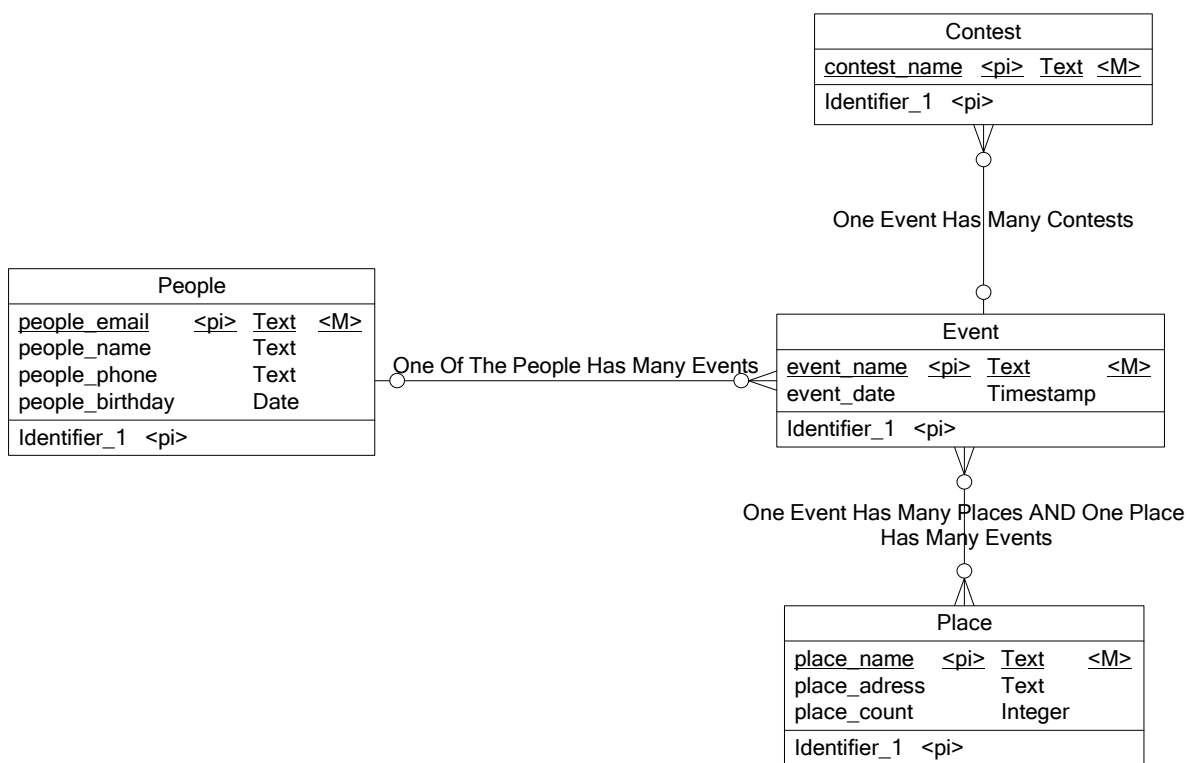 Contest
contest_name <pi> Text <M>
Identifier_1 <pi>
One Event Has Many Contests
People
people_email <pi> Text <M>
people_name Text
people_phone Text
people_birthday Date
Identifier_1 <pi>
One Of The People Has Many Events
Event
event_name <pi> Text <M>
event_date Timestamp
Identifier_1 <pi>
One Event Has Many Places AND One Place
Has Many Events
Place
place_name <pi> Text <M>
place_adress Text
place_count Integer
Identifier_1 <pi>